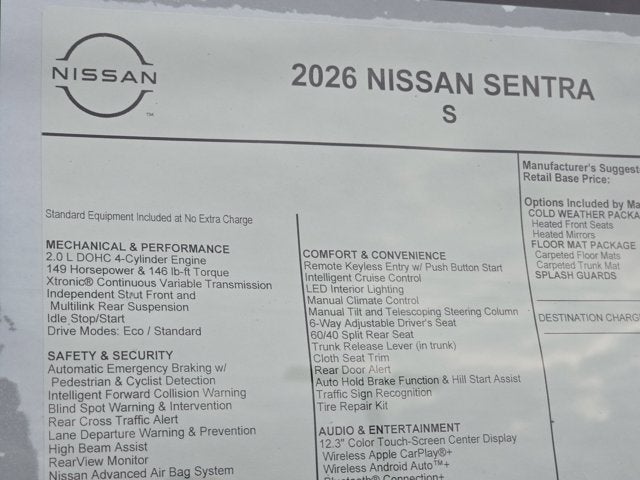 NISSAN
2026 NISSAN SENTRA
S
Standard Equipment Included at No Extra Charge
MECHANICAL & PERFORMANCE
2.0 L DOHC 4-Cylinder Engine
149 Horsepower & 146 lb-ft Torque
Xtronic® Continuous Variable Transmission
Independent Strut Front and
Multilink Rear Suspension
Idle Stop/Start
Drive Modes: Eco / Standard
SAFETY & SECURITY
Automatic Emergency Braking w/
Pedestrian & Cyclist Detection
Intelligent Forward Collision Warning
Blind Spot Warning & Intervention
Rear Cross Traffic Alert
Lane Departure Warning & Prevention
High Beam Assist
RearView Monitor
Nissan Advanced Air Bag System
COMFORT & CONVENIENCE
Remote Keyless Entry w/ Push Button Start
Intelligent Cruise Control
LED Interior Lighting
Manual Climate Control
Manual Tilt and Telescoping Steering Column
6-Way Adjustable Driver's Seat
60/40 Split Rear Seat
Trunk Release Lever (in trunk)
Cloth Seat Trim
Rear Door Alert
Auto Hold Brake Function & Hill Start Assist
Traffic Sign Recognition
Tire Repair Kit
AUDIO & ENTERTAINMENT
12.3" Color Touch-Screen Center Display
Wireless Apple CarPlay®+
Wireless Android Auto™+
Bluetooth® Connection+
Manufacturer's Suggest
Retail Base Price:
Options Included by Ma
COLD WEATHER PACKA
Heated Front Seats
Heated Mirrors
FLOOR MAT PACKAGE
Carpeted Floor Mats
Carpeted Trunk Mat
SPLASH GUARDS
DESTINATION CHARG